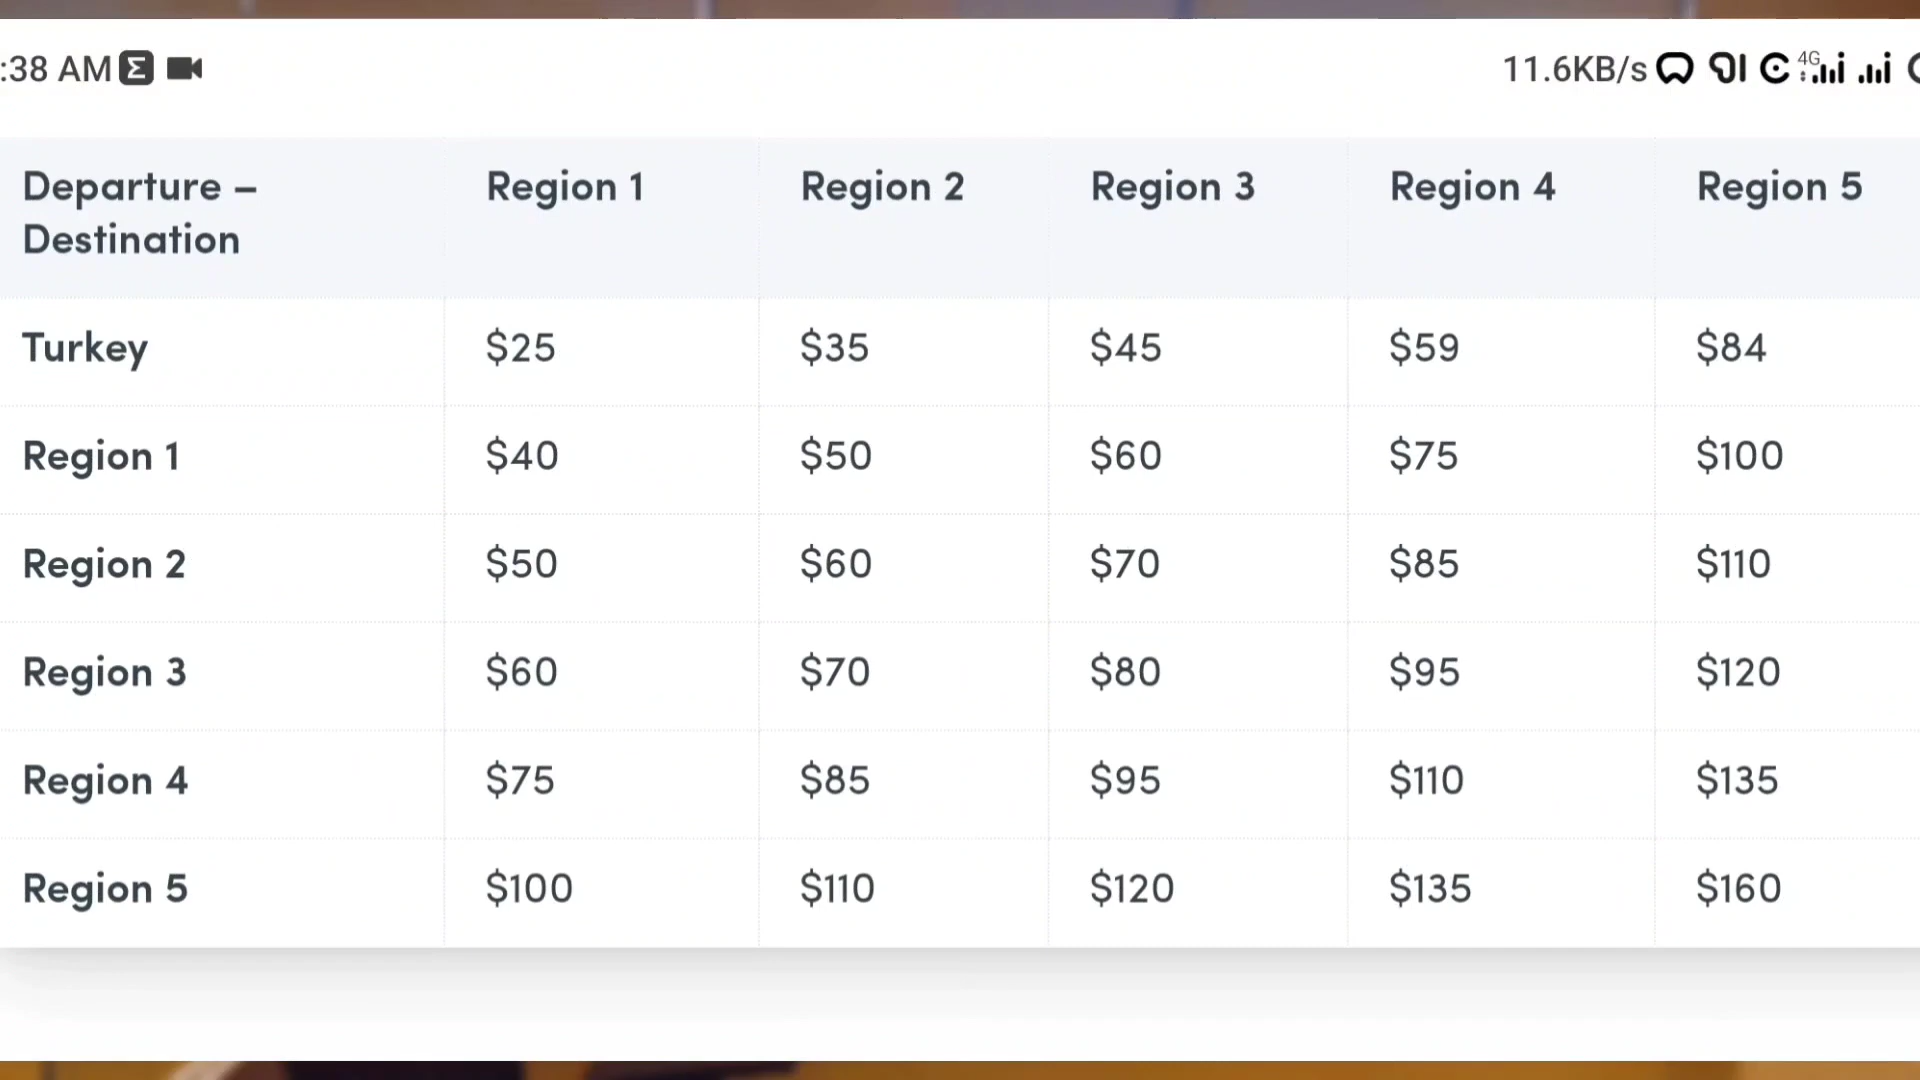 :38 AM
11.6KB/s 4G
Departure – Destination Region 1 Region 2 Region 3 Region 4 Region 5
Turkey $25 $35 $45 $59 $84
Region 1 $40 $50 $60 $75 $100
Region 2 $50 $60 $70 $85 $110
Region 3 $60 $70 $80 $95 $120
Region 4 $75 $85 $95 $110 $135
Region 5 $100 $110 $120 $135 $160